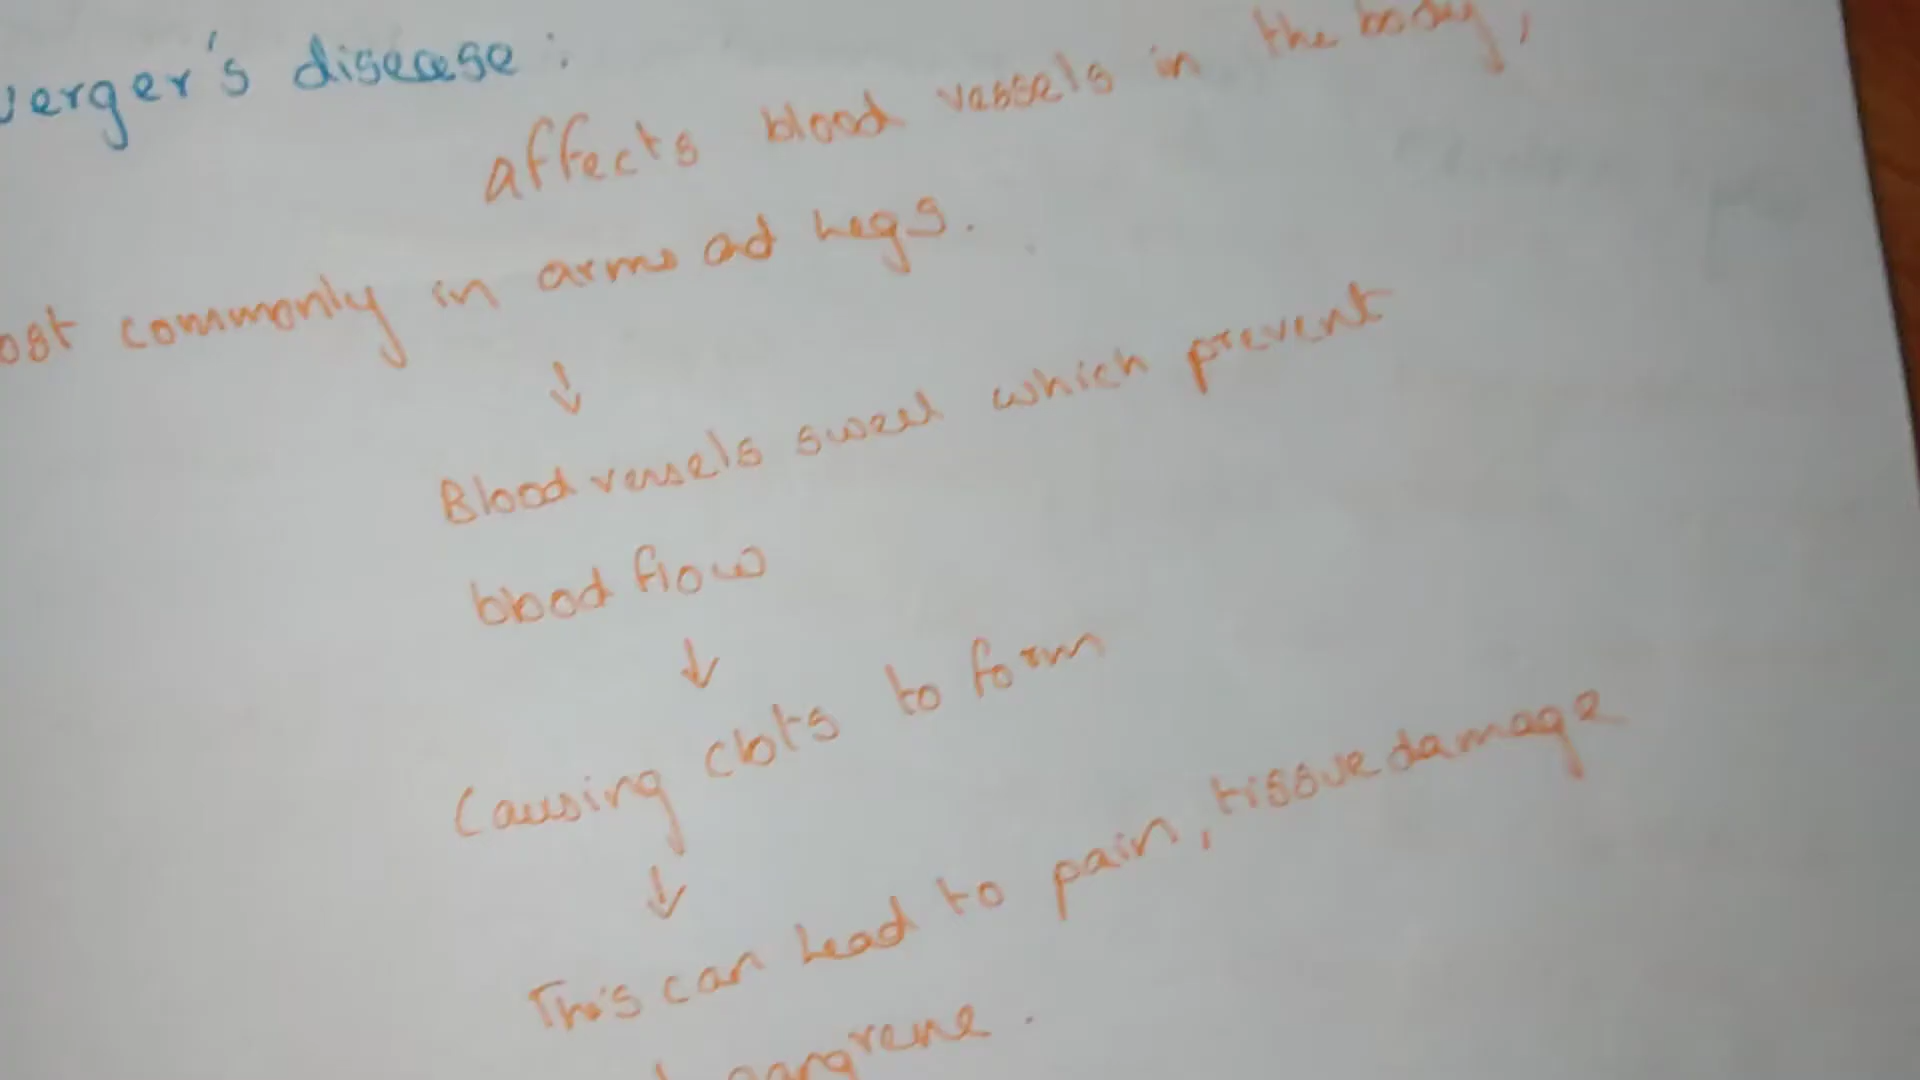 uerger's disease :
affects blood vessels in the body,
ost commonly in arms ad legs.
↓
Blood vessels swell which prevent
blood flow
↓
Causing clots to form
↓
This can lead to pain, tissue damage
gangrene.